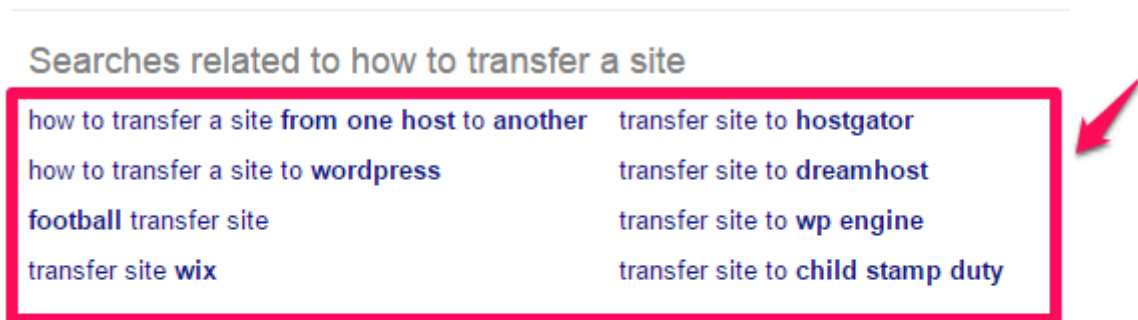 Searches related to how to transfer a site
how to transfer a site from one host to another
how to transfer a site to wordpress
football transfer site
transfer site wix
transfer site to hostgator
transfer site to dreamhost
transfer site to wp engine
transfer site to child stamp duty